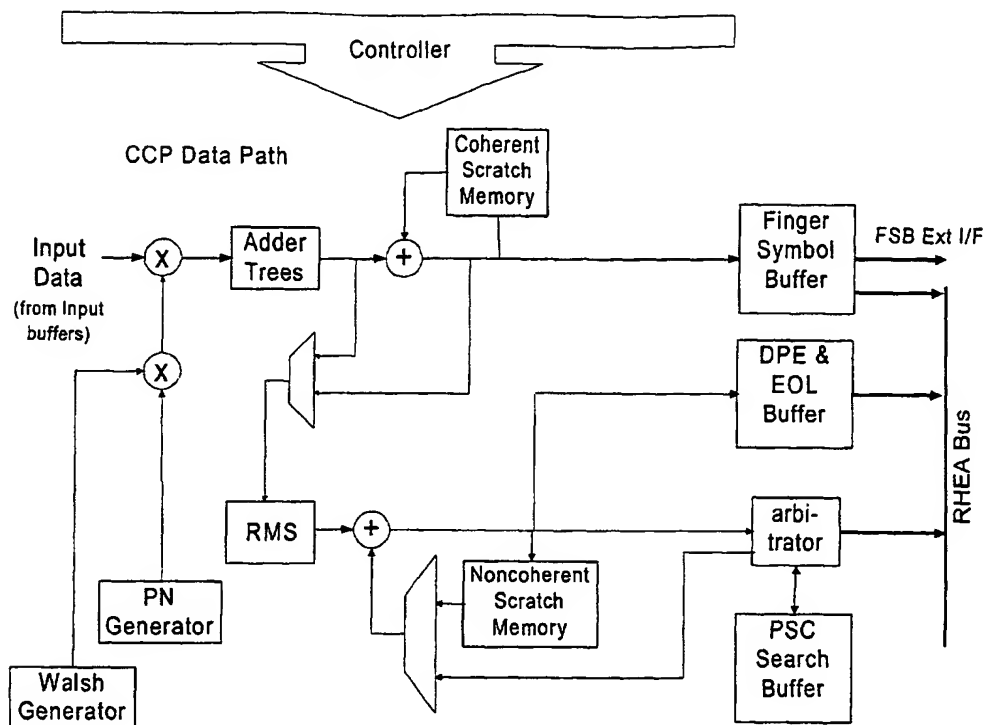 Controller
CCP Data Path
Coherent
Scratch
Memory
Input
Data
(from Input
buffers)
X
Adder
Trees
+
Finger
Symbol
Buffer
FSB Ext I/F
X
DPE &
EOL
Buffer
RHEA Bus
RMS
+
arbi-
trator
Noncoherent
Scratch
Memory
PN
Generator
PSC
Search
Buffer
Walsh
Generator